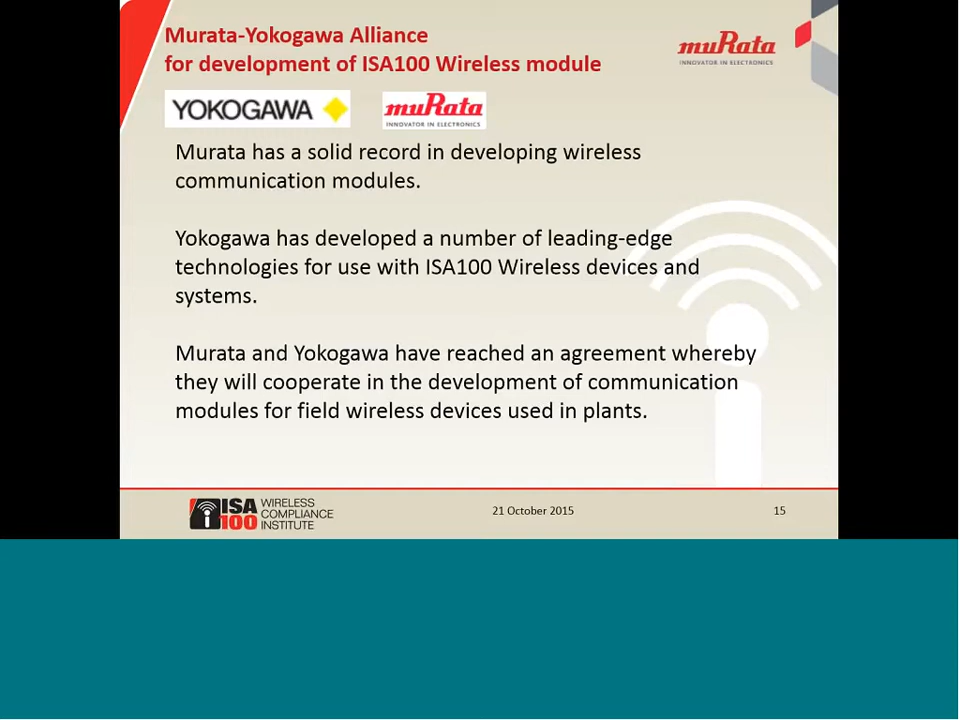 Murata-Yokogawa Alliance
for development of ISA100 Wireless module
muRata
INNOVATOR IN ELECTRONICS
YOKOGAWA
muRata
INNOVATOR IN ELECTRONICS
Murata has a solid record in developing wireless
communication modules.
Yokogawa has developed a number of leading-edge
technologies for use with ISA100 Wireless devices and
systems.
Murata and Yokogawa have reached an agreement whereby
they will cooperate in the development of communication
modules for field wireless devices used in plants.
ISA
100
WIRELESS
COMPLIANCE
INSTITUTE
21 October 2015
15